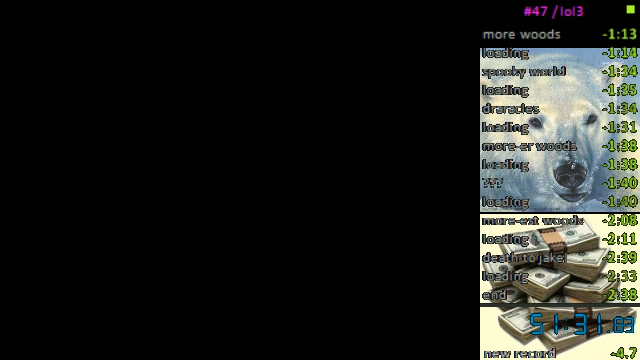 #47 / lol3
more woods -1:13
loading -1:14
spooky world -1:34
loading -1:35
draracles -1:34
loading -1:31
more-er woods -1:38
loading -1:38
??? -1:40
loading -1:40
more-est woods -2:08
loading -2:11
death to jake! -2:39
loading -2:33
end -2:38
51:31.83
new record -4.7